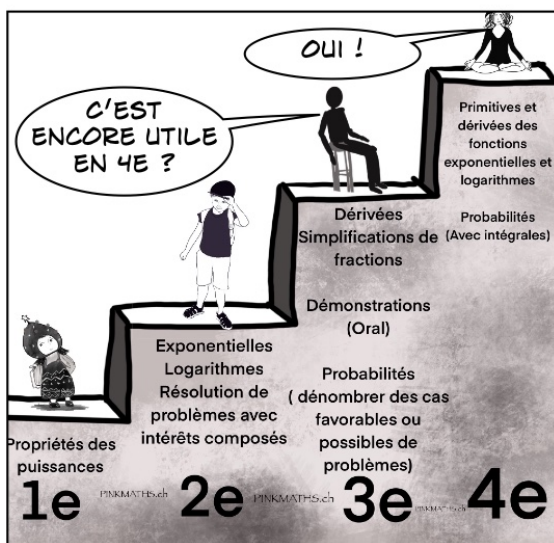 OUI !
C'EST
ENCORE UTILE
EN 4E ?
Propriétés des
puissances
1e
PINKMATHS.ch
Exponentielles
Logarithmes
Résolution de
problèmes avec
intérêts composés
2e
PINKMATHS.ch
Dérivées
Simplifications de
fractions
Démonstrations
(Oral)
Probabilités
( dénombrer des cas
favorables ou
possibles de
problèmes)
3e
PINKMATHS.ch
Primitives et
dérivées des
fonctions
exponentielles et
logarithmes
Probabilités
(Avec intégrales)
4e